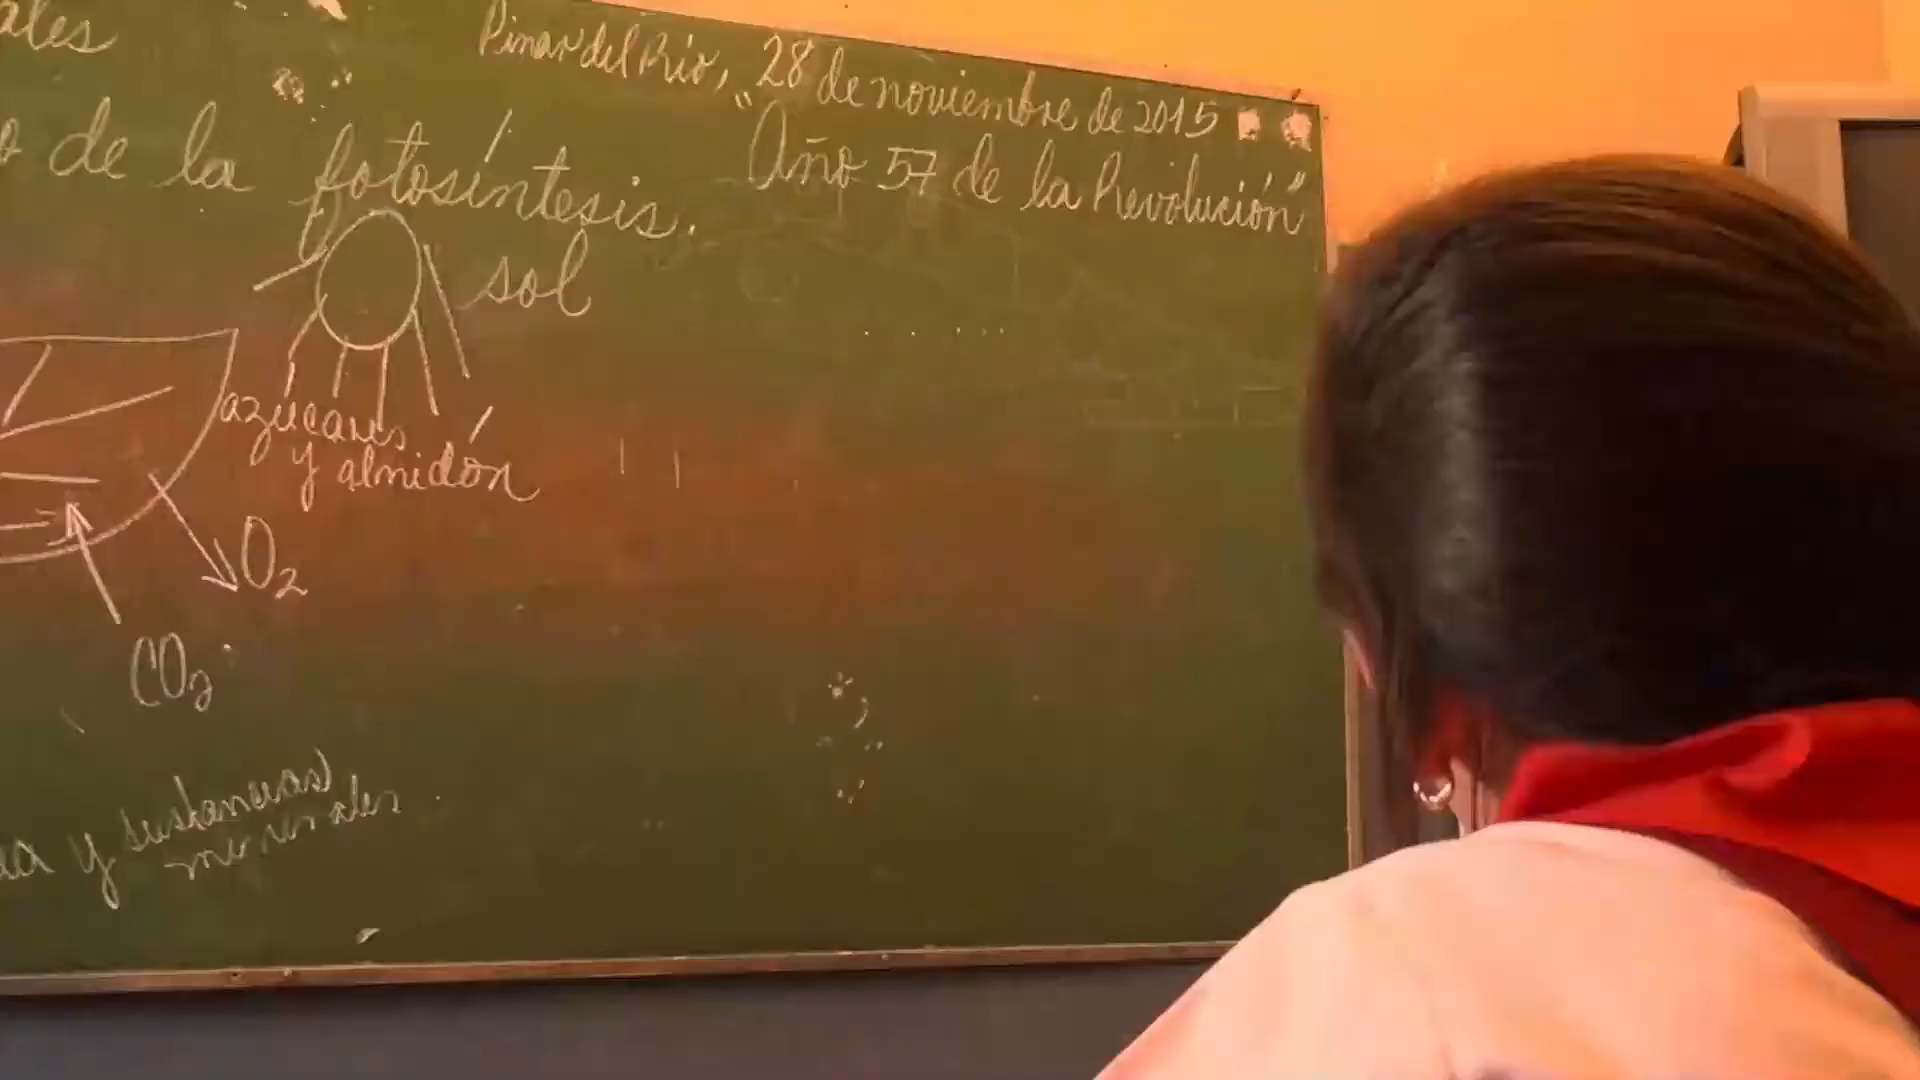 Pinar del Río, 28 de noviembre de 2015
"Año 57 de la Revolución"
de la fotosíntesis.
sol
azúcares
y almidón
O₂
CO₂
y sustancias
minerales